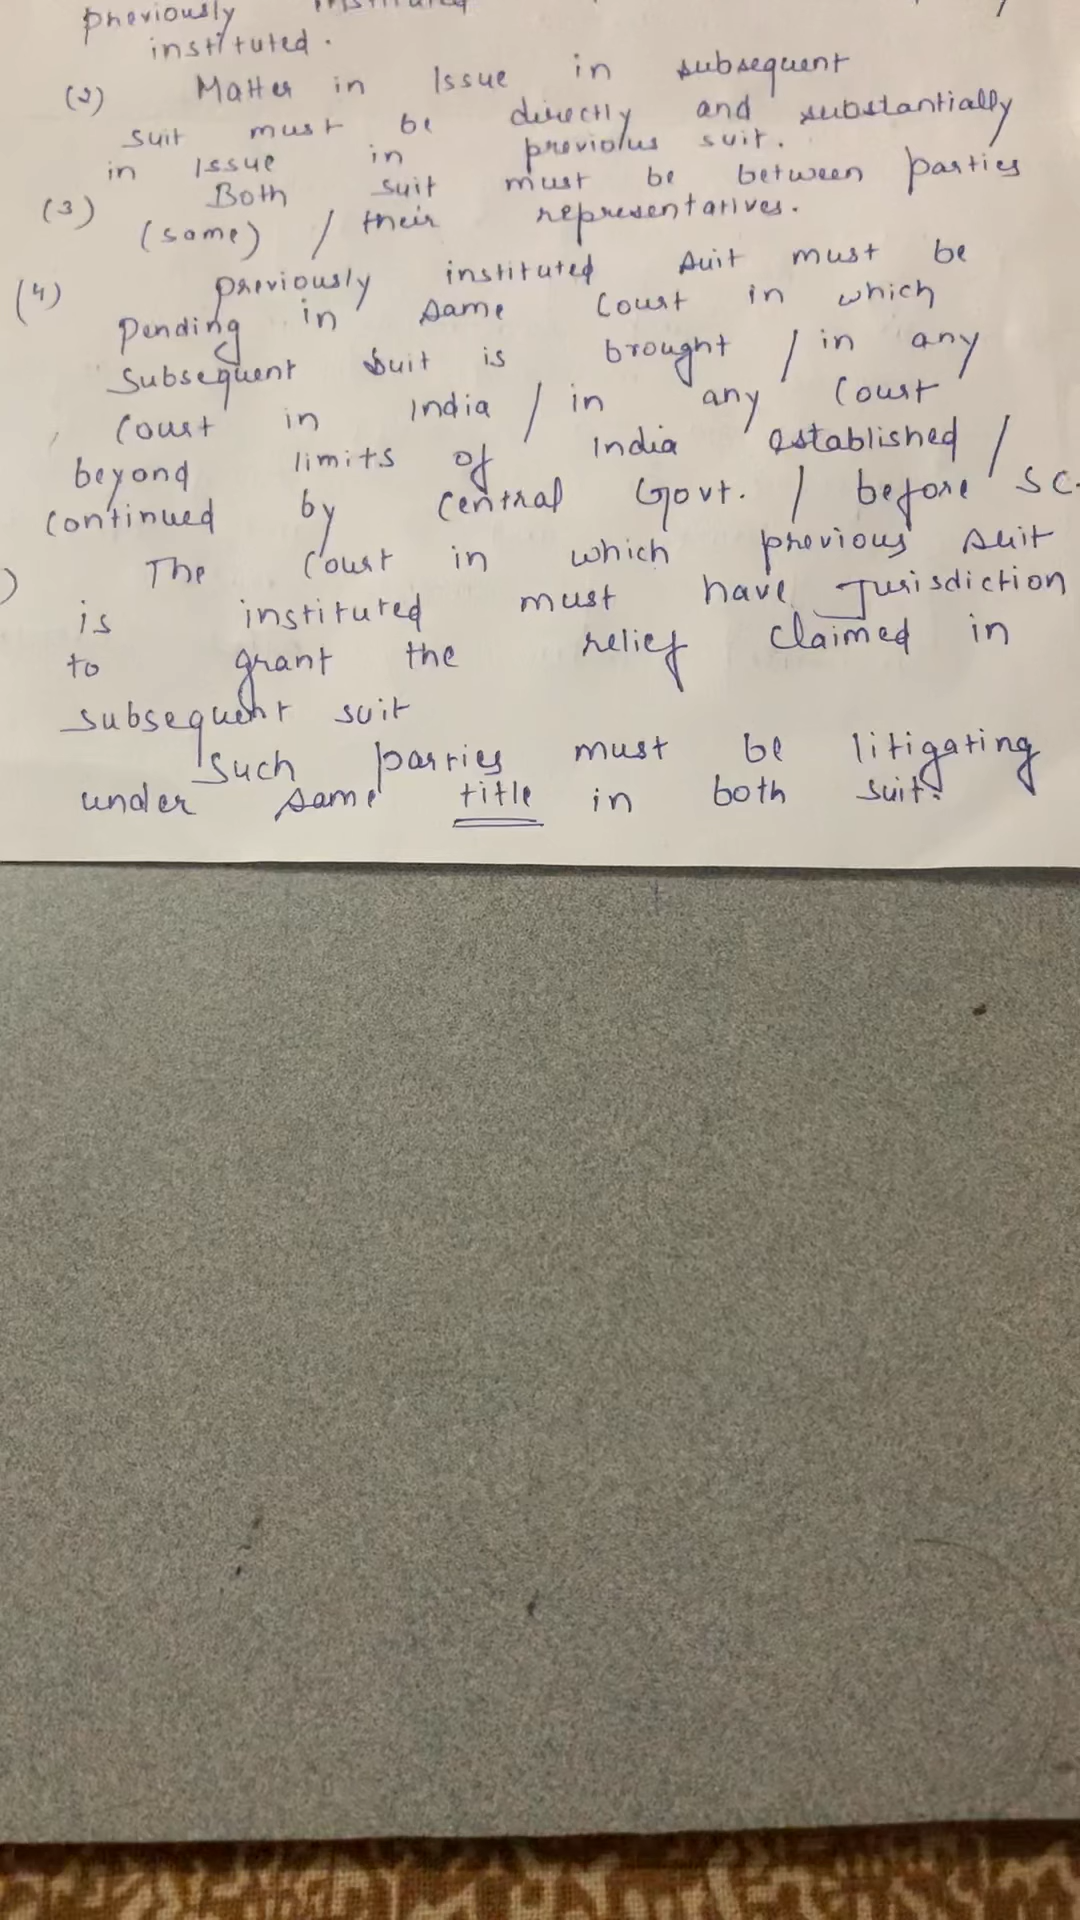 previously instituted
instituted.
(2) Matter in Issue in subsequent
suit must be directly and substantially
in Issue in previous suit.
(3) Both suit must be between parties
(same) / their representatives.
(4) previously instituted suit must be
pending in same court in which
subsequent suit is brought / in any
court in India / in any court
beyond limits of India established /
continued by central Govt. / before SC.
) The court in which previous suit
is instituted must have Jurisdiction
to grant the relief claimed in
subsequent suit
Such parties must be litigating
under same title in both suit.